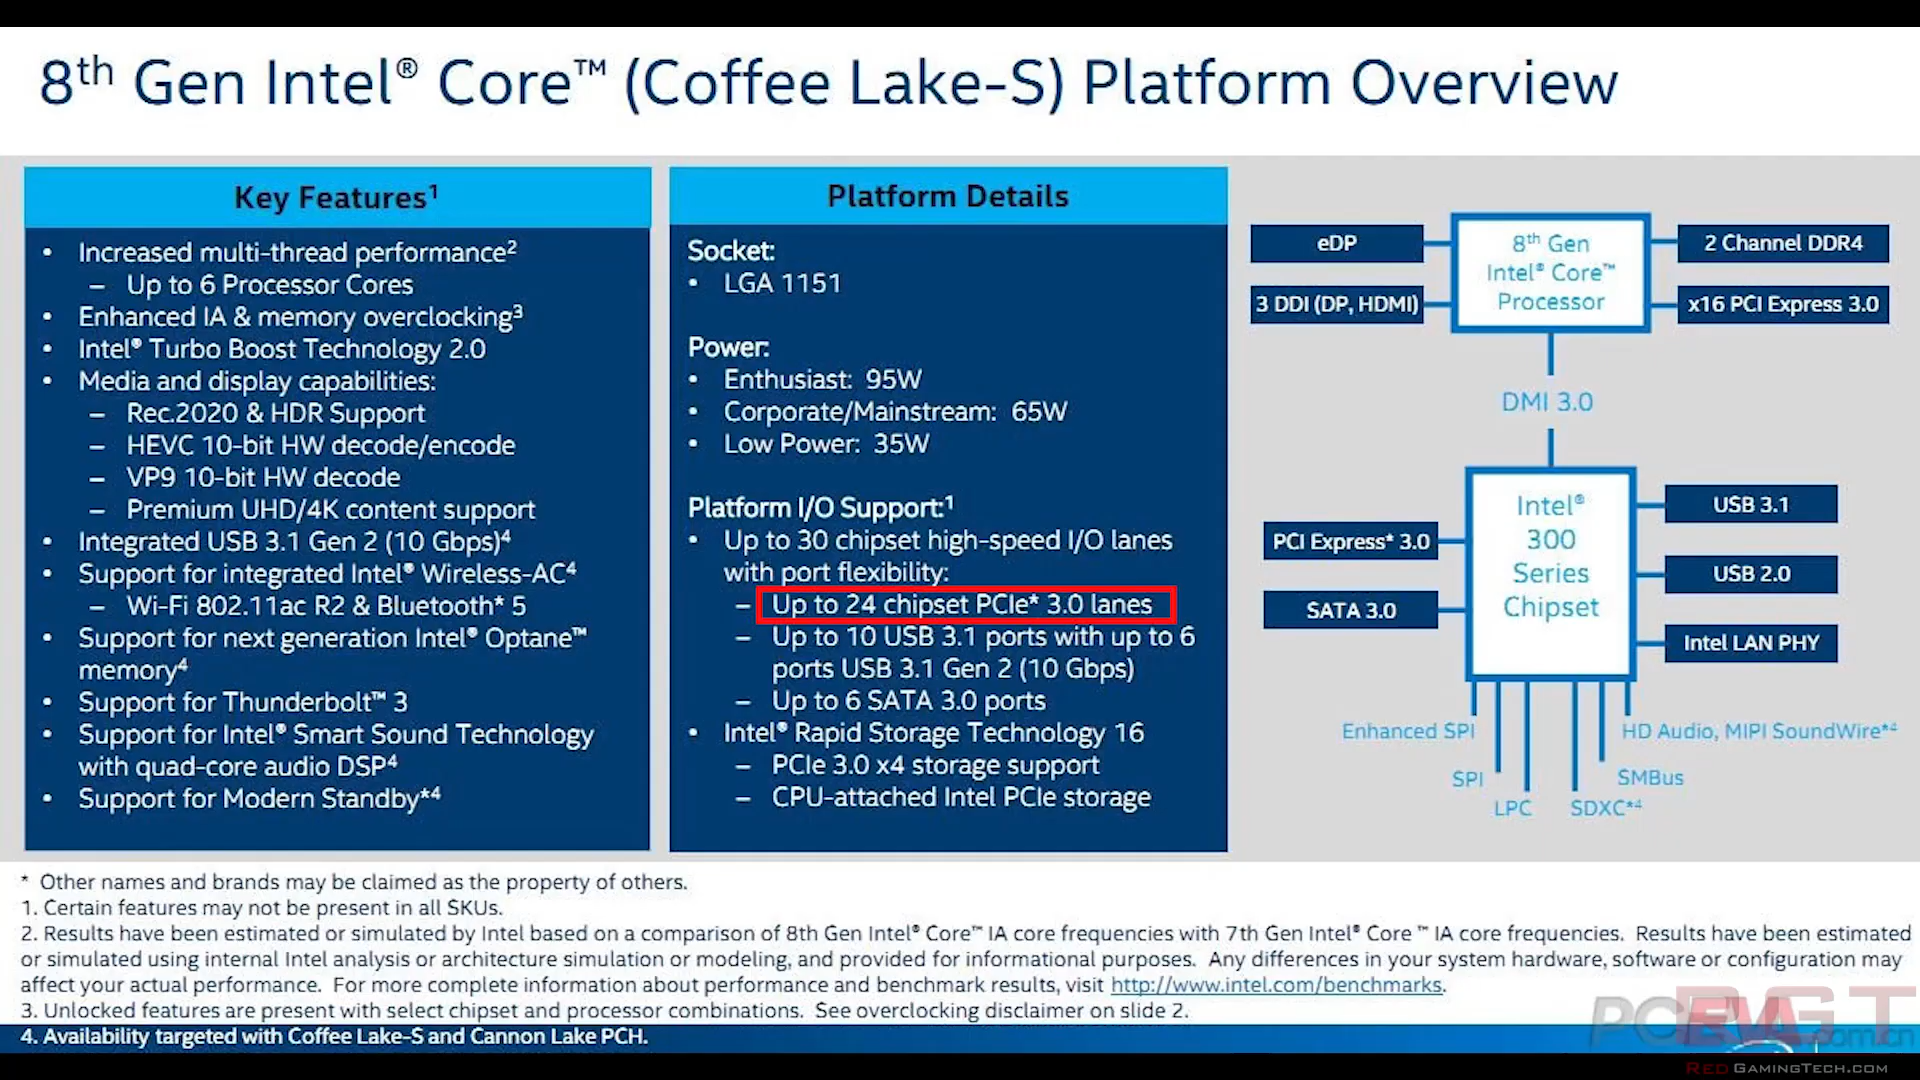 8th Gen Intel® Core™ (Coffee Lake-S) Platform Overview
Key Features1
• Increased multi-thread performance2
– Up to 6 Processor Cores
• Enhanced IA & memory overclocking3
• Intel® Turbo Boost Technology 2.0
• Media and display capabilities:
– Rec.2020 & HDR Support
– HEVC 10-bit HW decode/encode
– VP9 10-bit HW decode
– Premium UHD/4K content support
• Integrated USB 3.1 Gen 2 (10 Gbps)4
• Support for integrated Intel® Wireless-AC4
– Wi-Fi 802.11ac R2 & Bluetooth* 5
• Support for next generation Intel® Optane™
memory4
• Support for Thunderbolt™ 3
• Support for Intel® Smart Sound Technology
with quad-core audio DSP4
• Support for Modern Standby*4
Platform Details
Socket:
• LGA 1151
Power:
• Enthusiast: 95W
• Corporate/Mainstream: 65W
• Low Power: 35W
Platform I/O Support:1
• Up to 30 chipset high-speed I/O lanes
with port flexibility:
– Up to 24 chipset PCIe* 3.0 lanes
– Up to 10 USB 3.1 ports with up to 6
ports USB 3.1 Gen 2 (10 Gbps)
– Up to 6 SATA 3.0 ports
• Intel® Rapid Storage Technology 16
– PCIe 3.0 x4 storage support
– CPU-attached Intel PCIe storage
eDP
3 DDI (DP, HDMI)
8th Gen
Intel® Core™
Processor
2 Channel DDR4
x16 PCI Express 3.0
DMI 3.0
PCI Express* 3.0
SATA 3.0
Intel®
300
Series
Chipset
USB 3.1
USB 2.0
Intel LAN PHY
Enhanced SPI
SPI
LPC
SDXC*4
SMBus
HD Audio, MIPI SoundWire*4
* Other names and brands may be claimed as the property of others.
1. Certain features may not be present in all SKUs.
2. Results have been estimated or simulated by Intel based on a comparison of 8th Gen Intel® Core™ IA core frequencies with 7th Gen Intel® Core ™ IA core frequencies. Results have been estimated
or simulated using internal Intel analysis or architecture simulation or modeling, and provided for informational purposes. Any differences in your system hardware, software or configuration may
affect your actual performance. For more complete information about performance and benchmark results, visit http://www.intel.com/benchmarks.
3. Unlocked features are present with select chipset and processor combinations. See overclocking disclaimer on slide 2.
4. Availability targeted with Coffee Lake-S and Cannon Lake PCH.
RGT
.com.cn
REDGAMINGTECH.COM